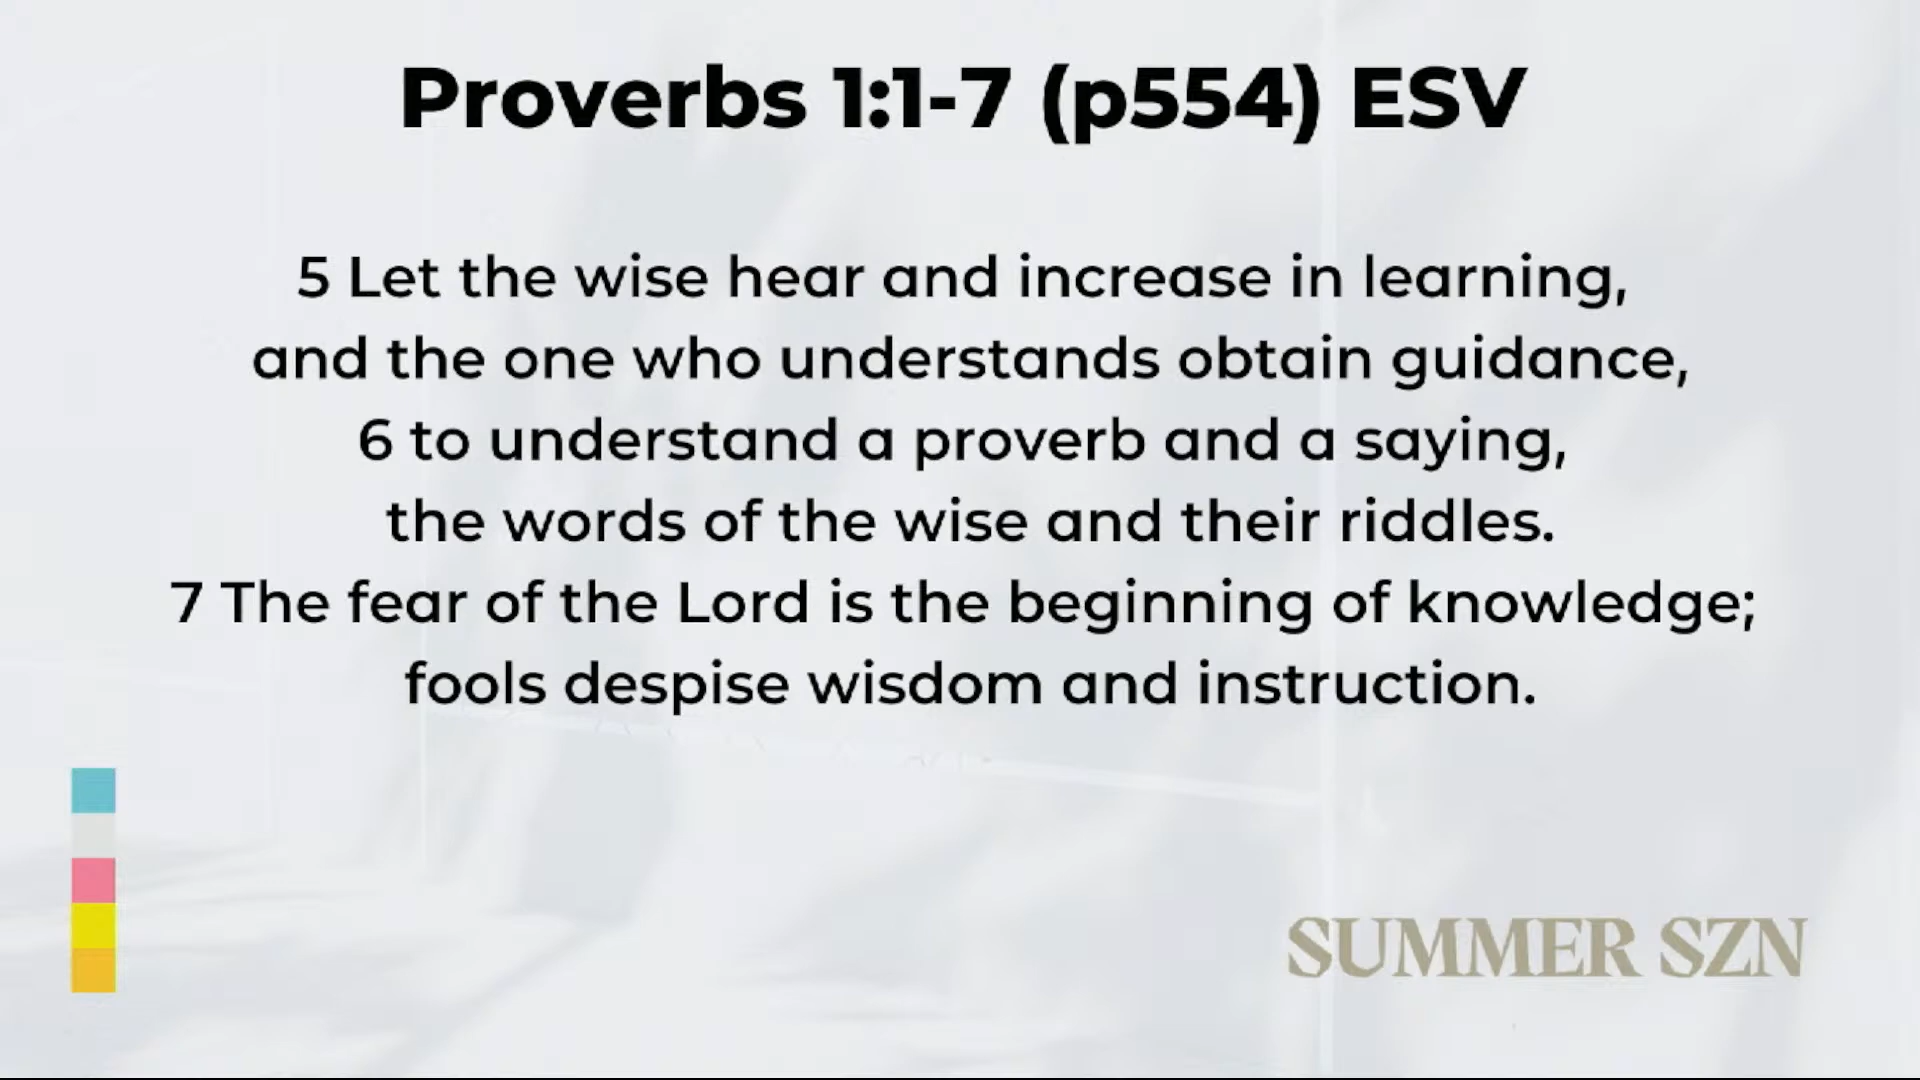 Proverbs 1:1-7 (p554) ESV
5 Let the wise hear and increase in learning,
and the one who understands obtain guidance,
6 to understand a proverb and a saying,
the words of the wise and their riddles.
7 The fear of the Lord is the beginning of knowledge;
fools despise wisdom and instruction.
SUMMER SZN